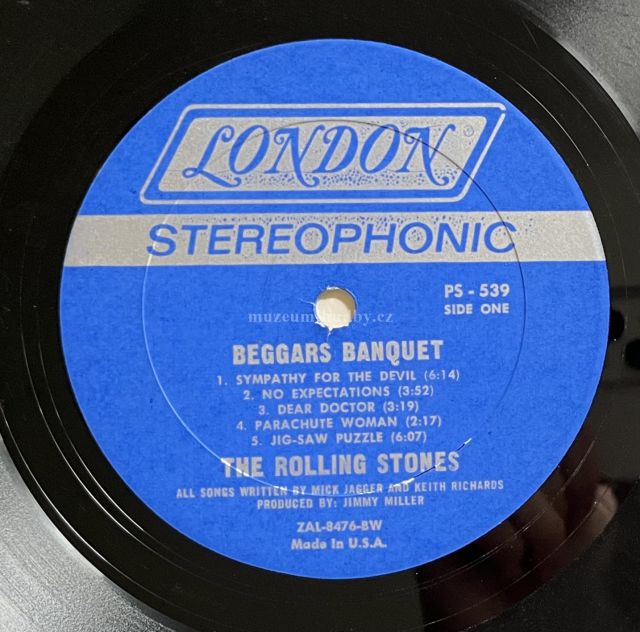 LONDON ®
STEREOPHONIC
PS - 539
SIDE ONE
muzeumhudby.cz
BEGGARS BANQUET
1. SYMPATHY FOR THE DEVIL (6:14)
2. NO EXPECTATIONS (3:52)
3. DEAR DOCTOR (3:19)
4. PARACHUTE WOMAN (2:17)
5. JIG-SAW PUZZLE (6:07)
THE ROLLING STONES
ALL SONGS WRITTEN BY MICK JAGGER AND KEITH RICHARDS
PRODUCED BY: JIMMY MILLER
ZAL-8476-BW
Made In U.S.A.